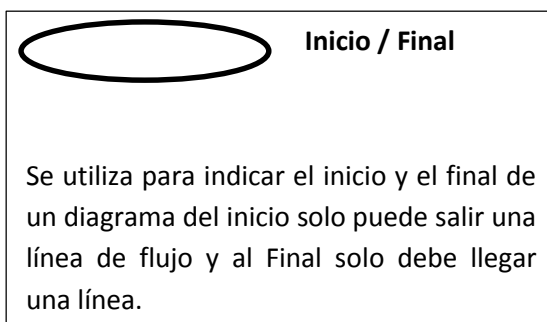 Inicio / Final
Se utiliza para indicar el inicio y el final de
un diagrama del inicio solo puede salir una
línea de flujo y al Final solo debe llegar
una línea.